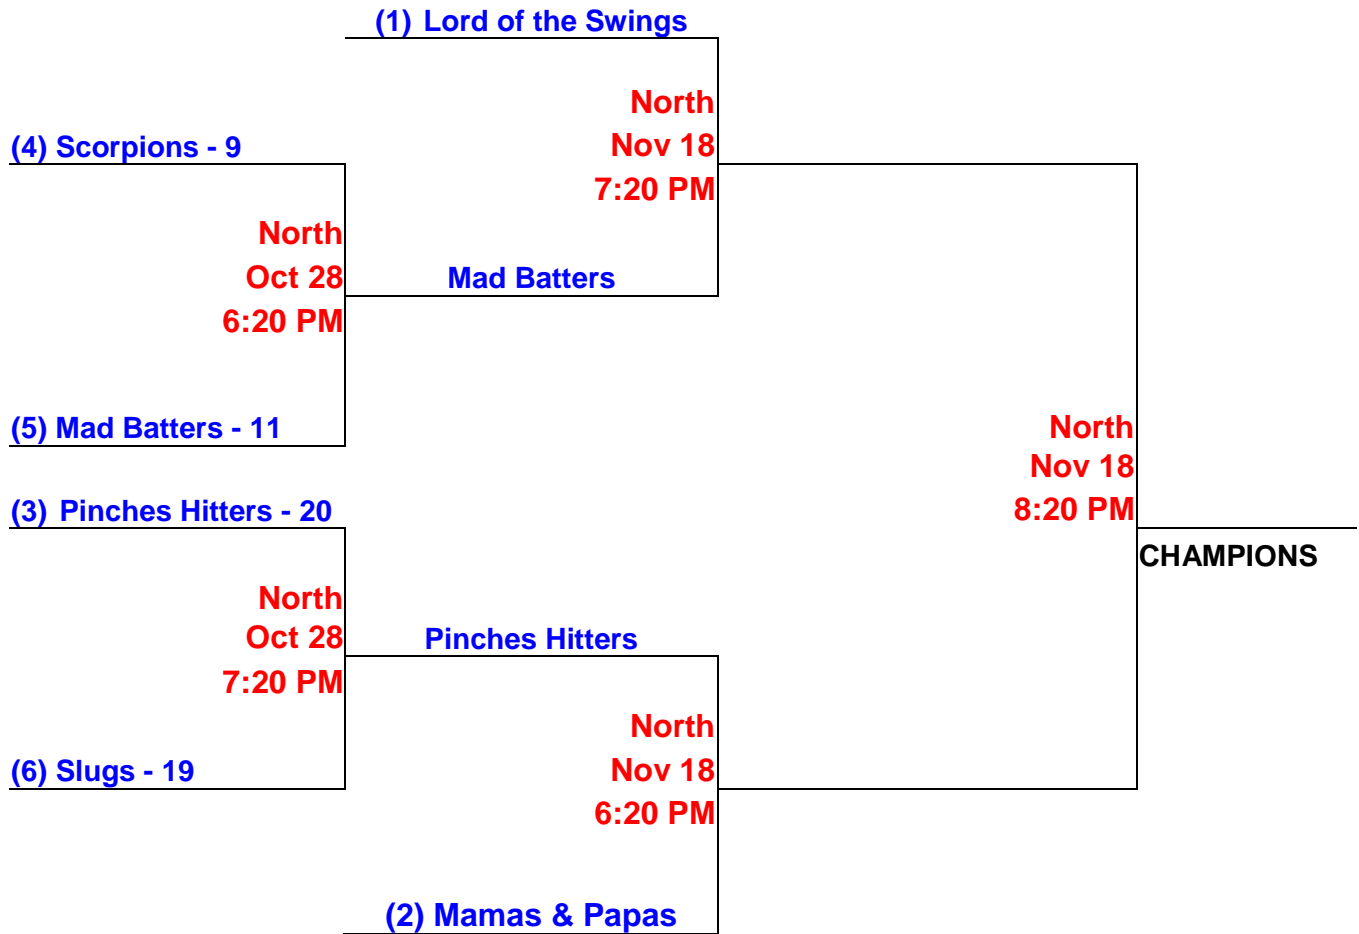 (1) Lord of the Swings
North
Nov 18
7:20 PM
(4) Scorpions - 9
North
Oct 28
6:20 PM
Mad Batters
(5) Mad Batters - 11
North
Nov 18
8:20 PM
CHAMPIONS
(3) Pinches Hitters - 20
North
Oct 28
7:20 PM
Pinches Hitters
(6) Slugs - 19
North
Nov 18
6:20 PM
(2) Mamas & Papas